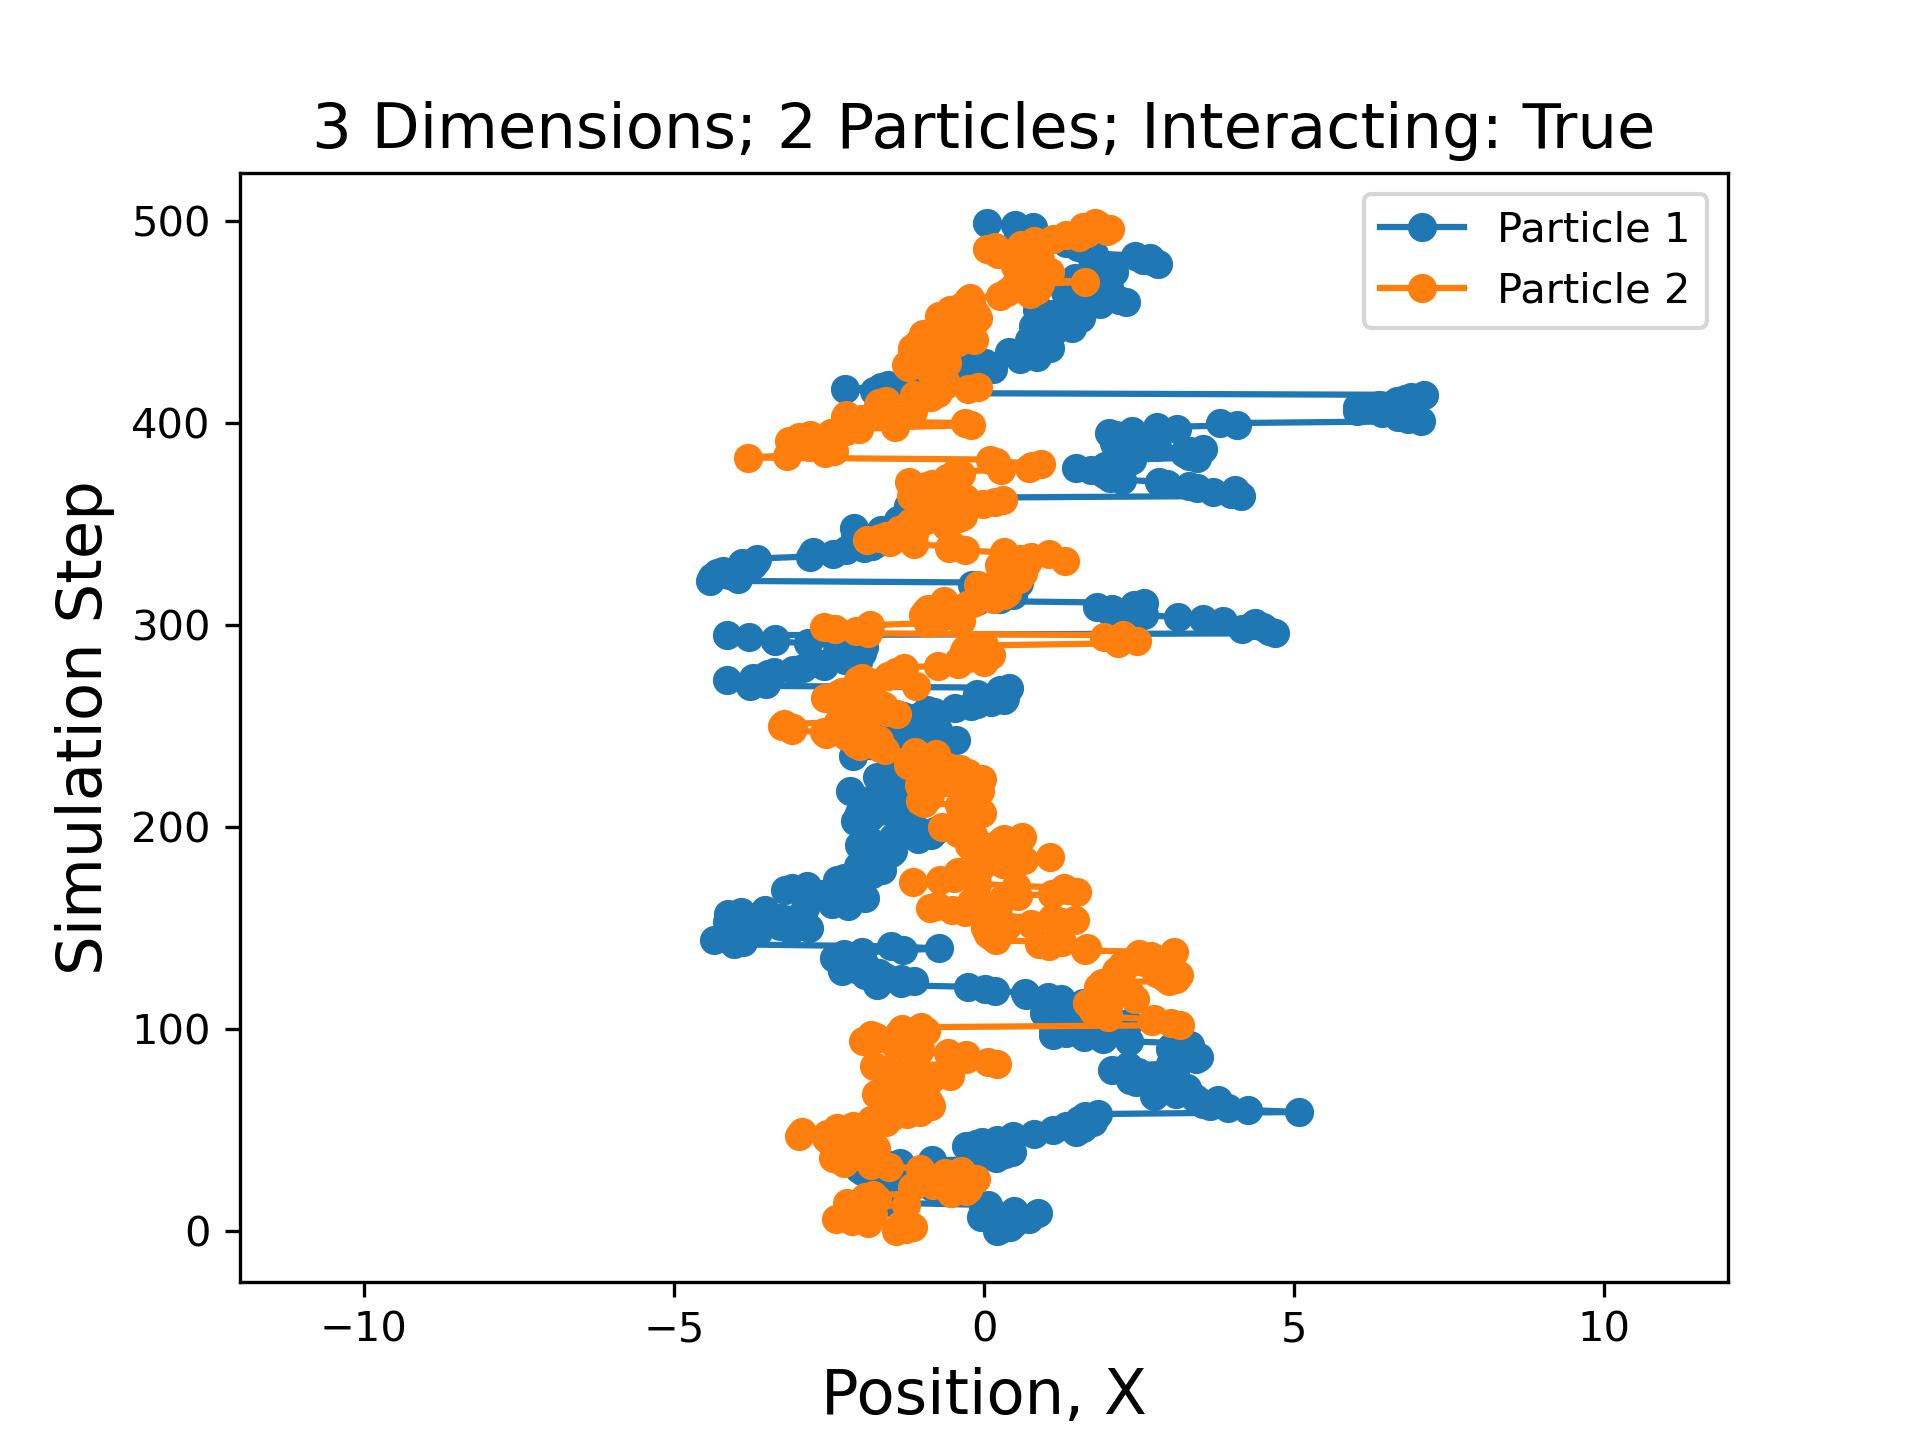 3 Dimensions; 2 Particles; Interacting: True
Particle 1
Particle 2
500
400
300
200
100
0
Simulation Step
−10
−5
0
5
10
Position, X